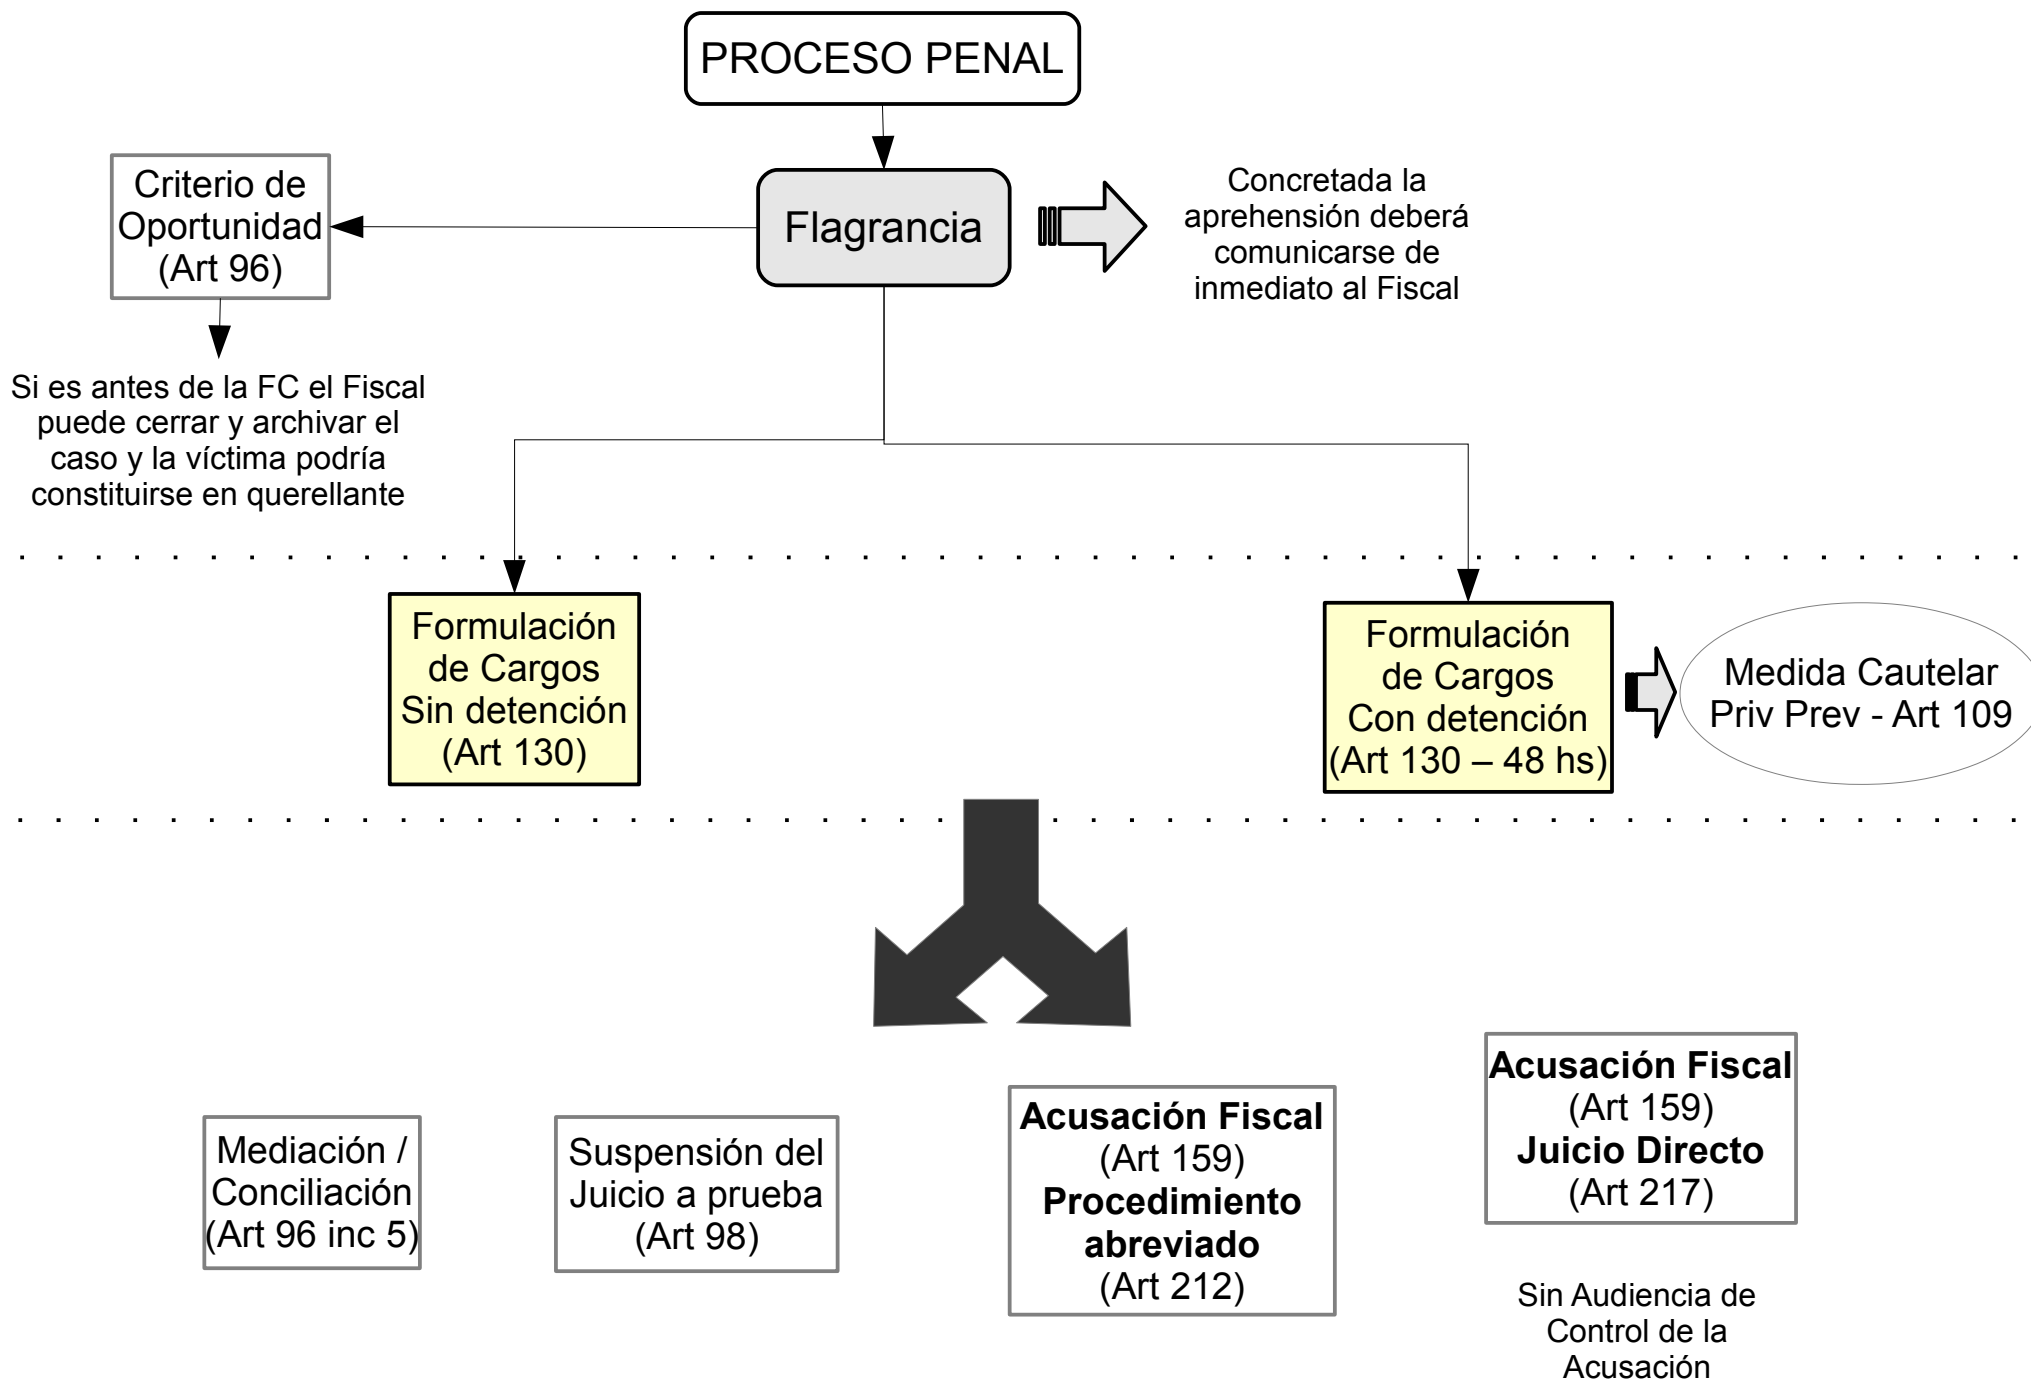 PROCESO PENAL
Criterio de
Oportunidad
(Art 96)
Flagrancia
Concretada la
aprehensión deberá
comunicarse de
inmediato al Fiscal
Si es antes de la FC el Fiscal
puede cerrar y archivar el
caso y la víctima podría
constituirse en querellante
Formulación
de Cargos
Sin detención
(Art 130)
Formulación
de Cargos
Con detención
(Art 130 – 48 hs)
Medida Cautelar
Priv Prev - Art 109
Mediación /
Conciliación
(Art 96 inc 5)
Suspensión del
Juicio a prueba
(Art 98)
Acusación Fiscal
(Art 159)
Procedimiento
abreviado
(Art 212)
Acusación Fiscal
(Art 159)
Juicio Directo
(Art 217)
Sin Audiencia de
Control de la
Acusación